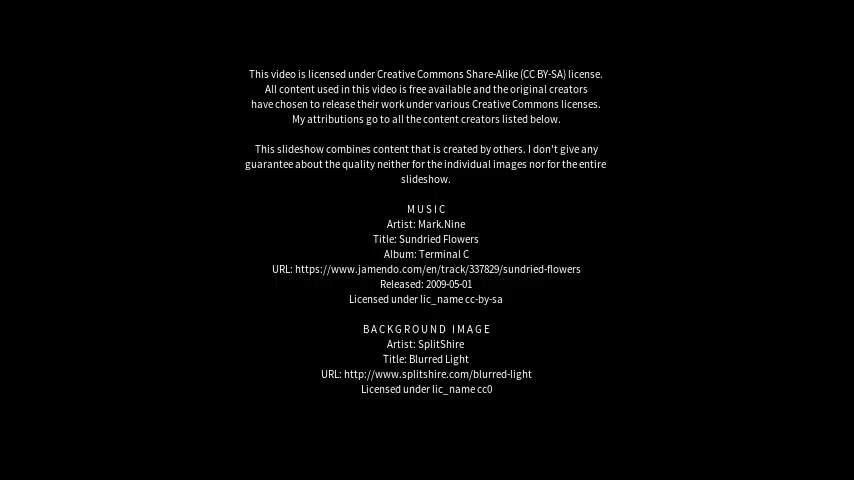 This video is licensed under Creative Commons Share-Alike (CC BY-SA) license.
All content used in this video is free available and the original creators
have chosen to release their work under various Creative Commons licenses.
My attributions go to all the content creators listed below.
This slideshow combines content that is created by others. I don't give any
guarantee about the quality neither for the individual images nor for the entire
slideshow.
MUSIC
Artist: Mark.Nine
Title: Sundried Flowers
Album: Terminal C
URL: https://www.jamendo.com/en/track/337829/sundried-flowers
Released: 2009-05-01
Licensed under lic_name cc-by-sa
BACKGROUND IMAGE
Artist: SplitShire
Title: Blurred Light
URL: http://www.splitshire.com/blurred-light
Licensed under lic_name cc0